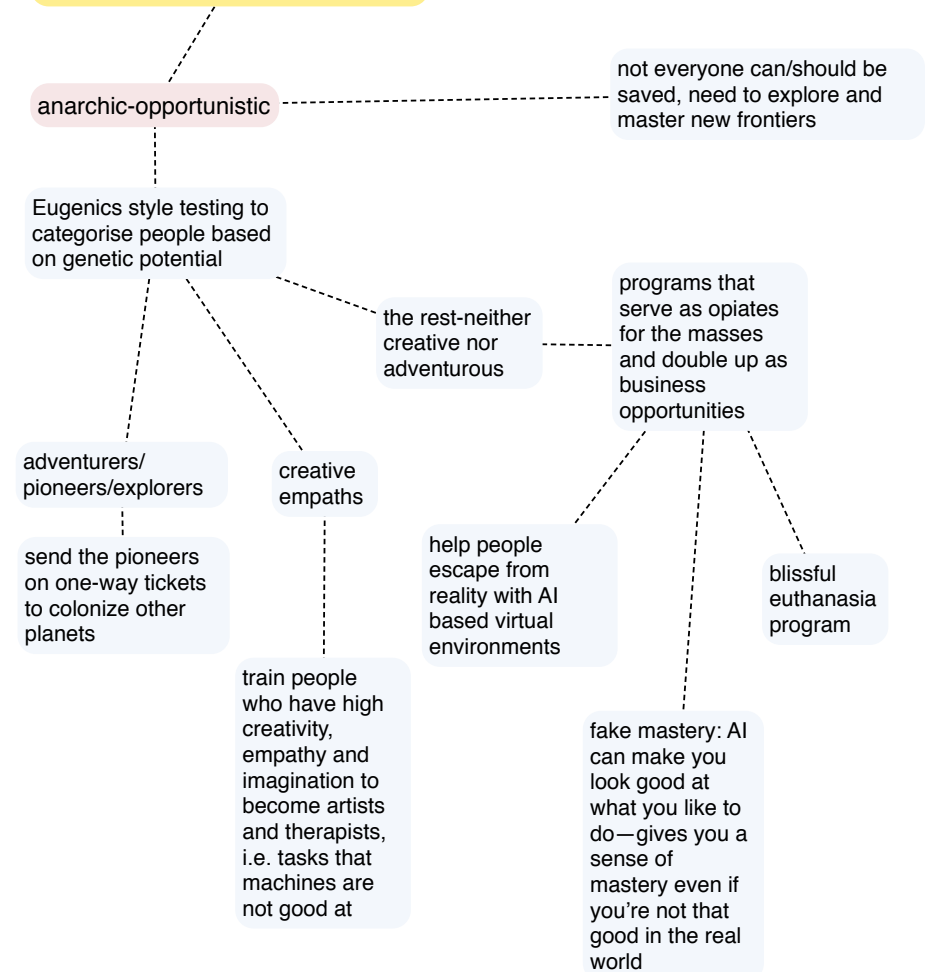 anarchic-opportunistic
not everyone can/should be
saved, need to explore and
master new frontiers
Eugenics style testing to
categorise people based
on genetic potential
the rest-neither
creative nor
adventurous
programs that
serve as opiates
for the masses
and double up as
business
opportunities
adventurers/
pioneers/explorers
creative
empaths
send the pioneers
on one-way tickets
to colonize other
planets
help people
escape from
reality with AI
based virtual
environments
blissful
euthanasia
program
train people
who have high
creativity,
empathy and
imagination to
become artists
and therapists,
i.e. tasks that
machines are
not good at
fake mastery: AI
can make you
look good at
what you like to
do—gives you a
sense of
mastery even if
you’re not that
good in the real
world